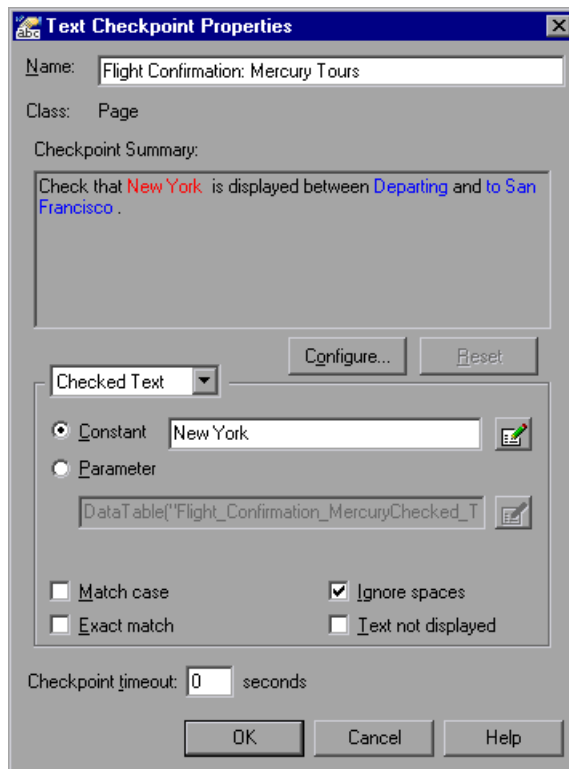 Text Checkpoint Properties
Name: Flight Confirmation: Mercury Tours
Class: Page
Checkpoint Summary:
Check that New York is displayed between Departing and to San
Francisco .
Configure... Reset
Checked Text
Constant New York
Parameter
DataTable("Flight_Confirmation_MercuryChecked_T
Match case Ignore spaces
Exact match Text not displayed
Checkpoint timeout: 0 seconds
OK Cancel Help